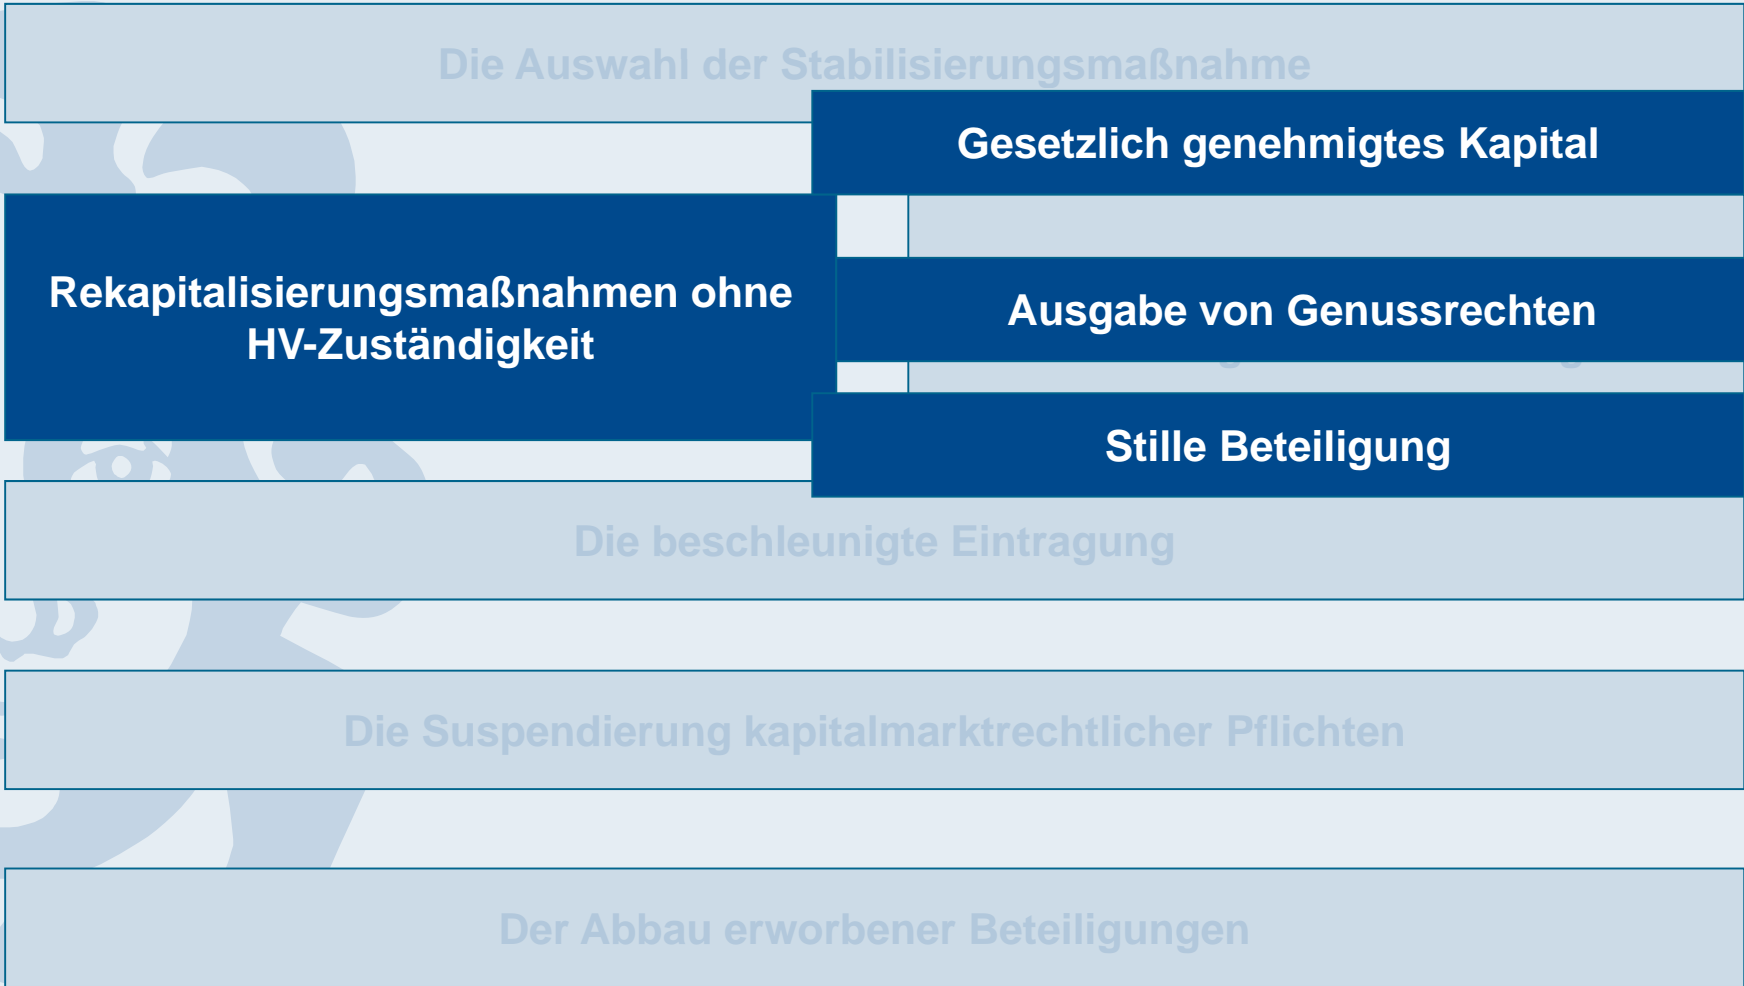 Die Auswahl der Stabilisierungsmaßnahme
Gesetzlich genehmigtes Kapital
Rekapitalisierungsmaßnahmen ohne
HV-Zuständigkeit
Ausgabe von Genussrechten
Stille Beteiligung
Die beschleunigte Eintragung
Die Suspendierung kapitalmarktrechtlicher Pflichten
Der Abbau erworbener Beteiligungen